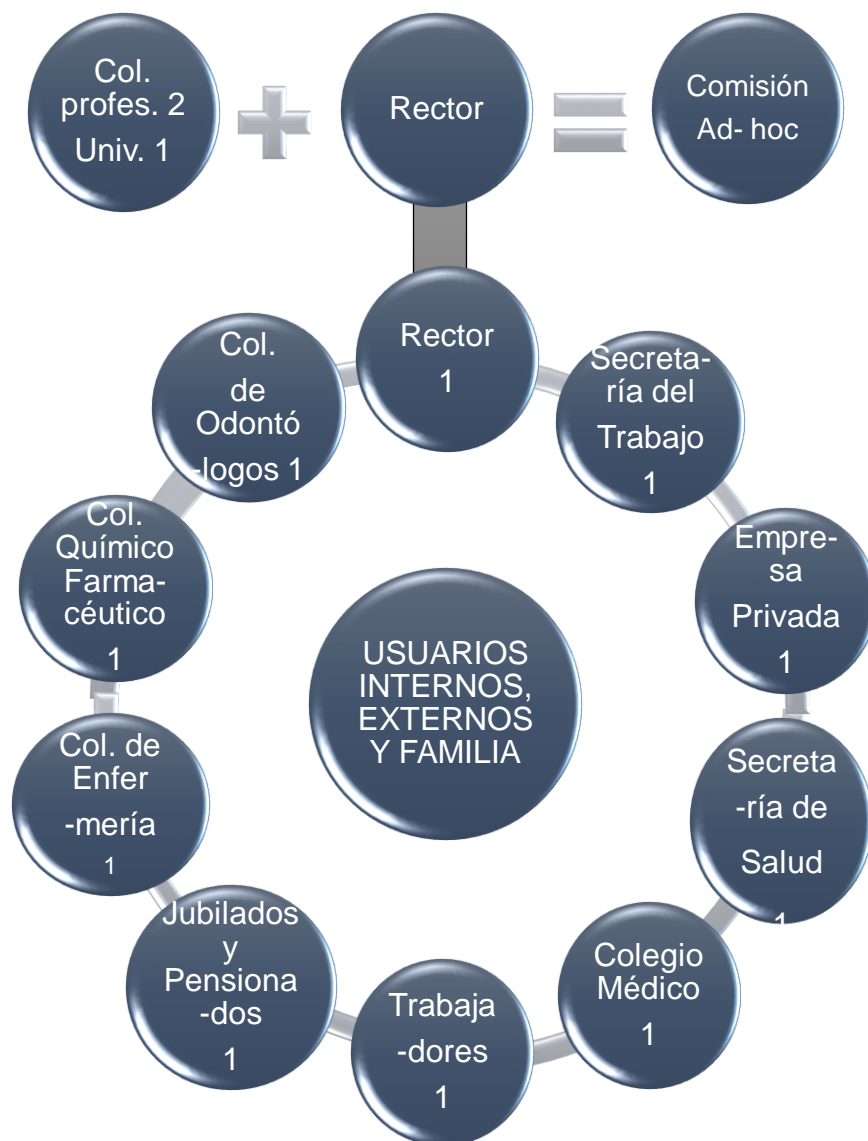 Col.
profes. 2
Univ. 1
Rector
Comisión
Ad- hoc
Rector
1
Secreta-
ría del
Trabajo
1
Empre-
sa
Privada
1
Secreta
-ría de
Salud
1
Colegio
Médico
1
Trabaja
-dores
1
Jubilados
y
Pensiona
-dos
1
Col. de
Enfer
-mería
1
Col.
Químico
Farma-
céutico
1
Col.
de
Odontó
-logos 1
USUARIOS
INTERNOS,
EXTERNOS
Y FAMILIA